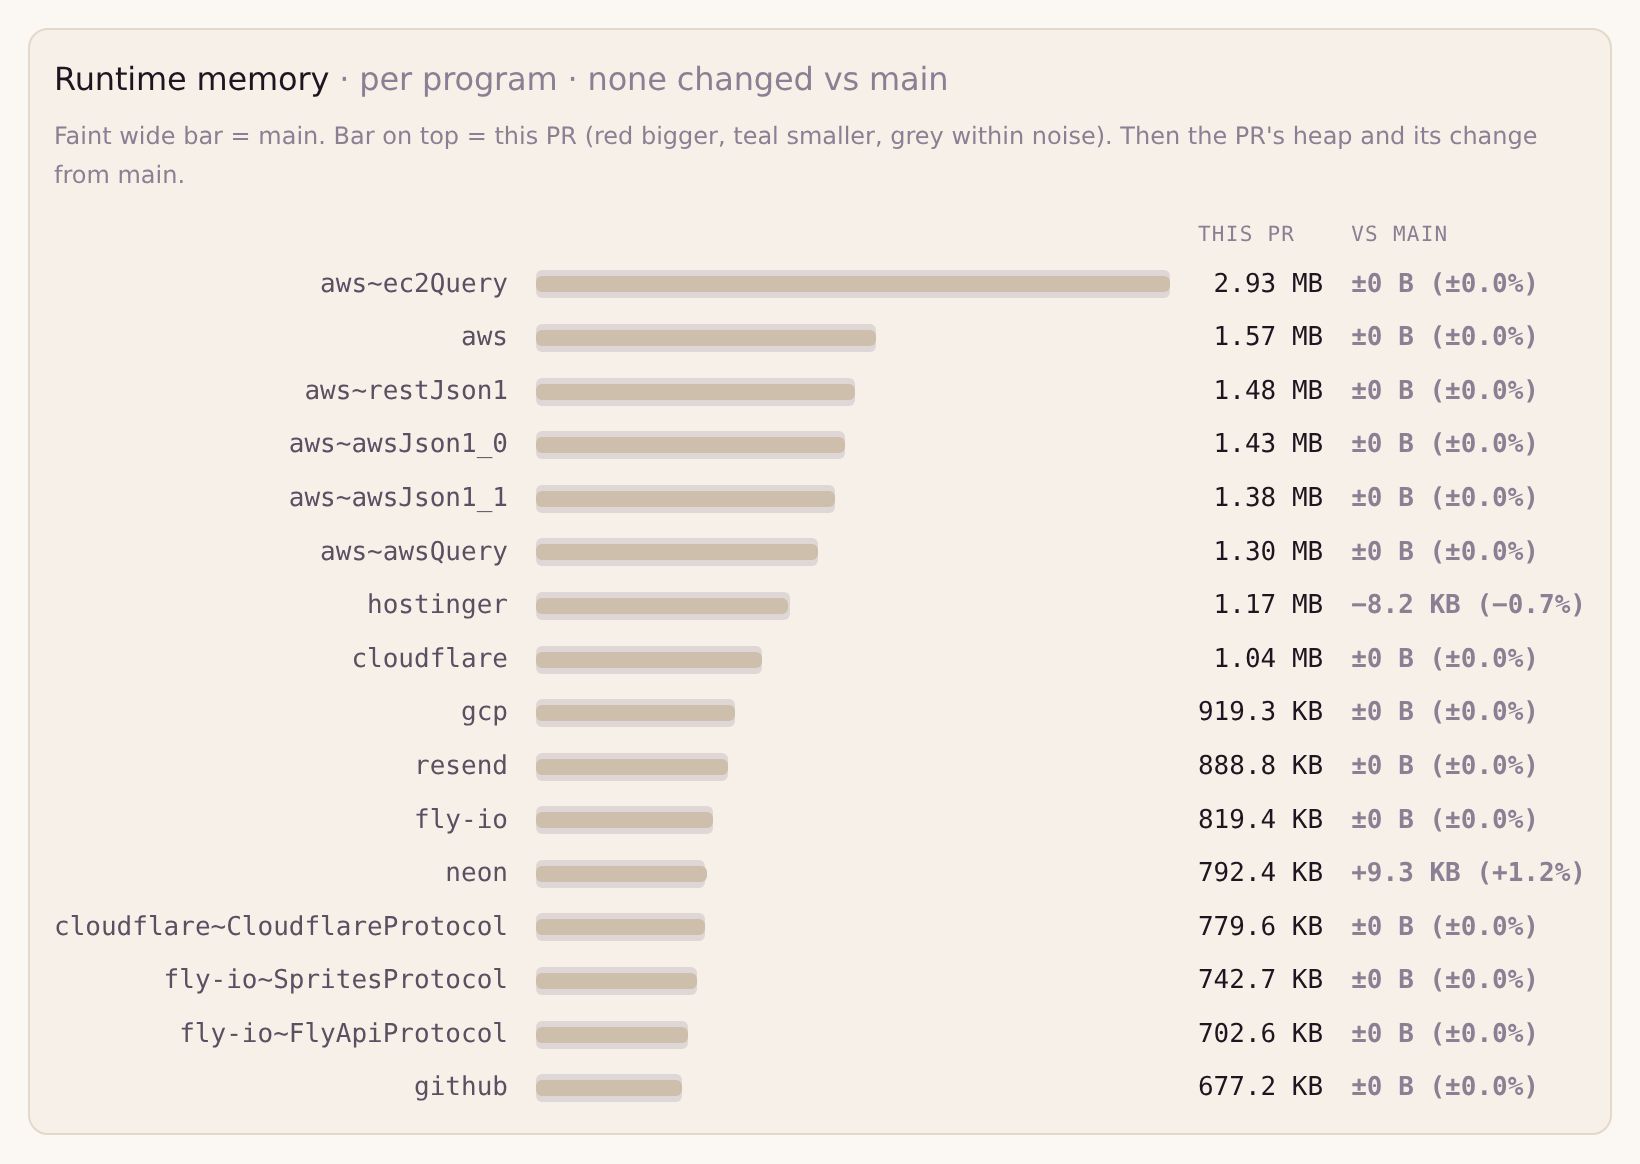 Runtime memory · per program · none changed vs main
Faint wide bar = main. Bar on top = this PR (red bigger, teal smaller, grey within noise). Then the PR's heap and its change
from main.
THIS PR VS MAIN
aws~ec2Query 2.93 MB ±0 B (±0.0%)
aws 1.57 MB ±0 B (±0.0%)
aws~restJson1 1.48 MB ±0 B (±0.0%)
aws~awsJson1_0 1.43 MB ±0 B (±0.0%)
aws~awsJson1_1 1.38 MB ±0 B (±0.0%)
aws~awsQuery 1.30 MB ±0 B (±0.0%)
hostinger 1.17 MB −8.2 KB (−0.7%)
cloudflare 1.04 MB ±0 B (±0.0%)
gcp 919.3 KB ±0 B (±0.0%)
resend 888.8 KB ±0 B (±0.0%)
fly-io 819.4 KB ±0 B (±0.0%)
neon 792.4 KB +9.3 KB (+1.2%)
cloudflare~CloudflareProtocol 779.6 KB ±0 B (±0.0%)
fly-io~SpritesProtocol 742.7 KB ±0 B (±0.0%)
fly-io~FlyApiProtocol 702.6 KB ±0 B (±0.0%)
github 677.2 KB ±0 B (±0.0%)